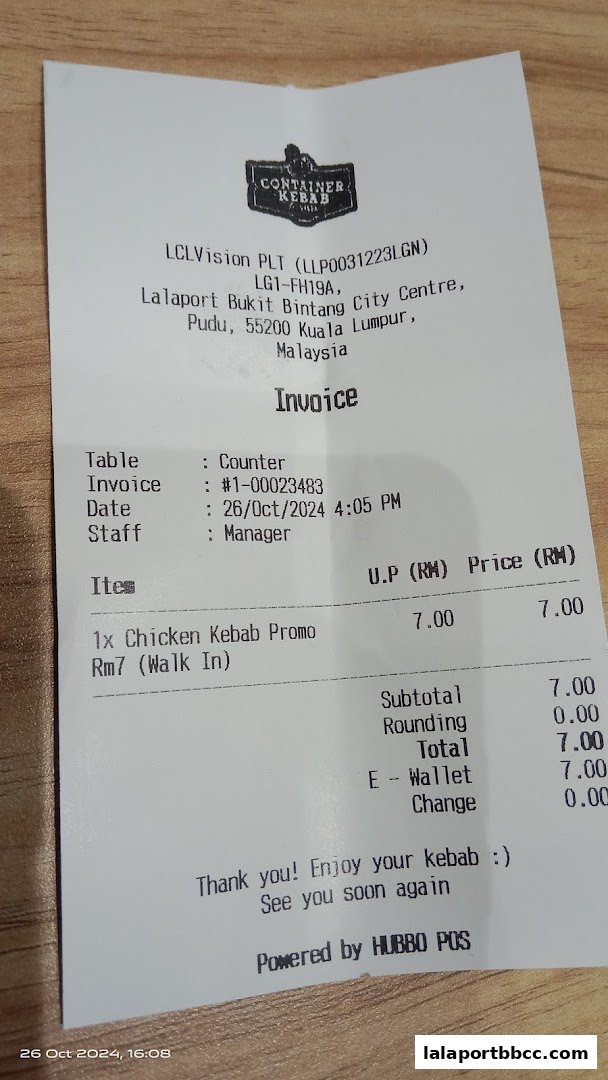 CONTAINER
KEBAB
LCLVision PLT (LLP0031223LGN)
LG1-FH19A,
Lalaport Bukit Bintang City Centre,
Pudu, 55200 Kuala Lumpur,
Malaysia
Invoice
Table : Counter
Invoice : #1-00023483
Date : 26/Oct/2024 4:05 PM
Staff : Manager
Item U.P (RM) Price (RM)
1x Chicken Kebab Promo 7.00 7.00
Rm7 (Walk In)
Subtotal 7.00
Rounding 0.00
Total 7.00
E - Wallet 7.00
Change 0.00
Thank you! Enjoy your kebab :)
See you soon again
Powered by HUBBO POS
26 Oct 2024, 16:08
lalaportbbcc.com